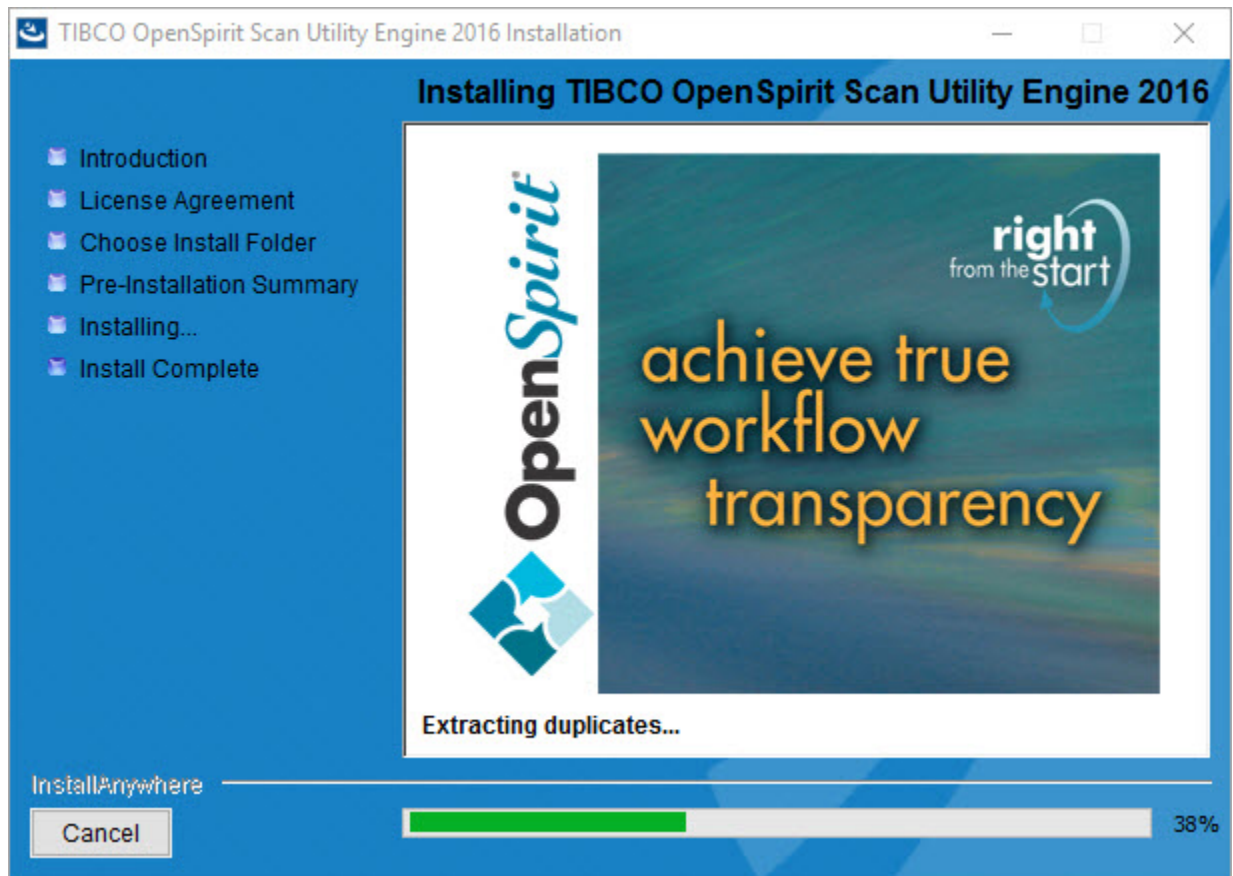 TIBCO OpenSpirit Scan Utility Engine 2016 Installation
Installing TIBCO OpenSpirit Scan Utility Engine 2016
Introduction
License Agreement
Choose Install Folder
Pre-Installation Summary
Installing...
Install Complete
OpenSpirit
right
from the start
achieve true
workflow
transparency
Extracting duplicates...
InstallAnywhere
Cancel
38%